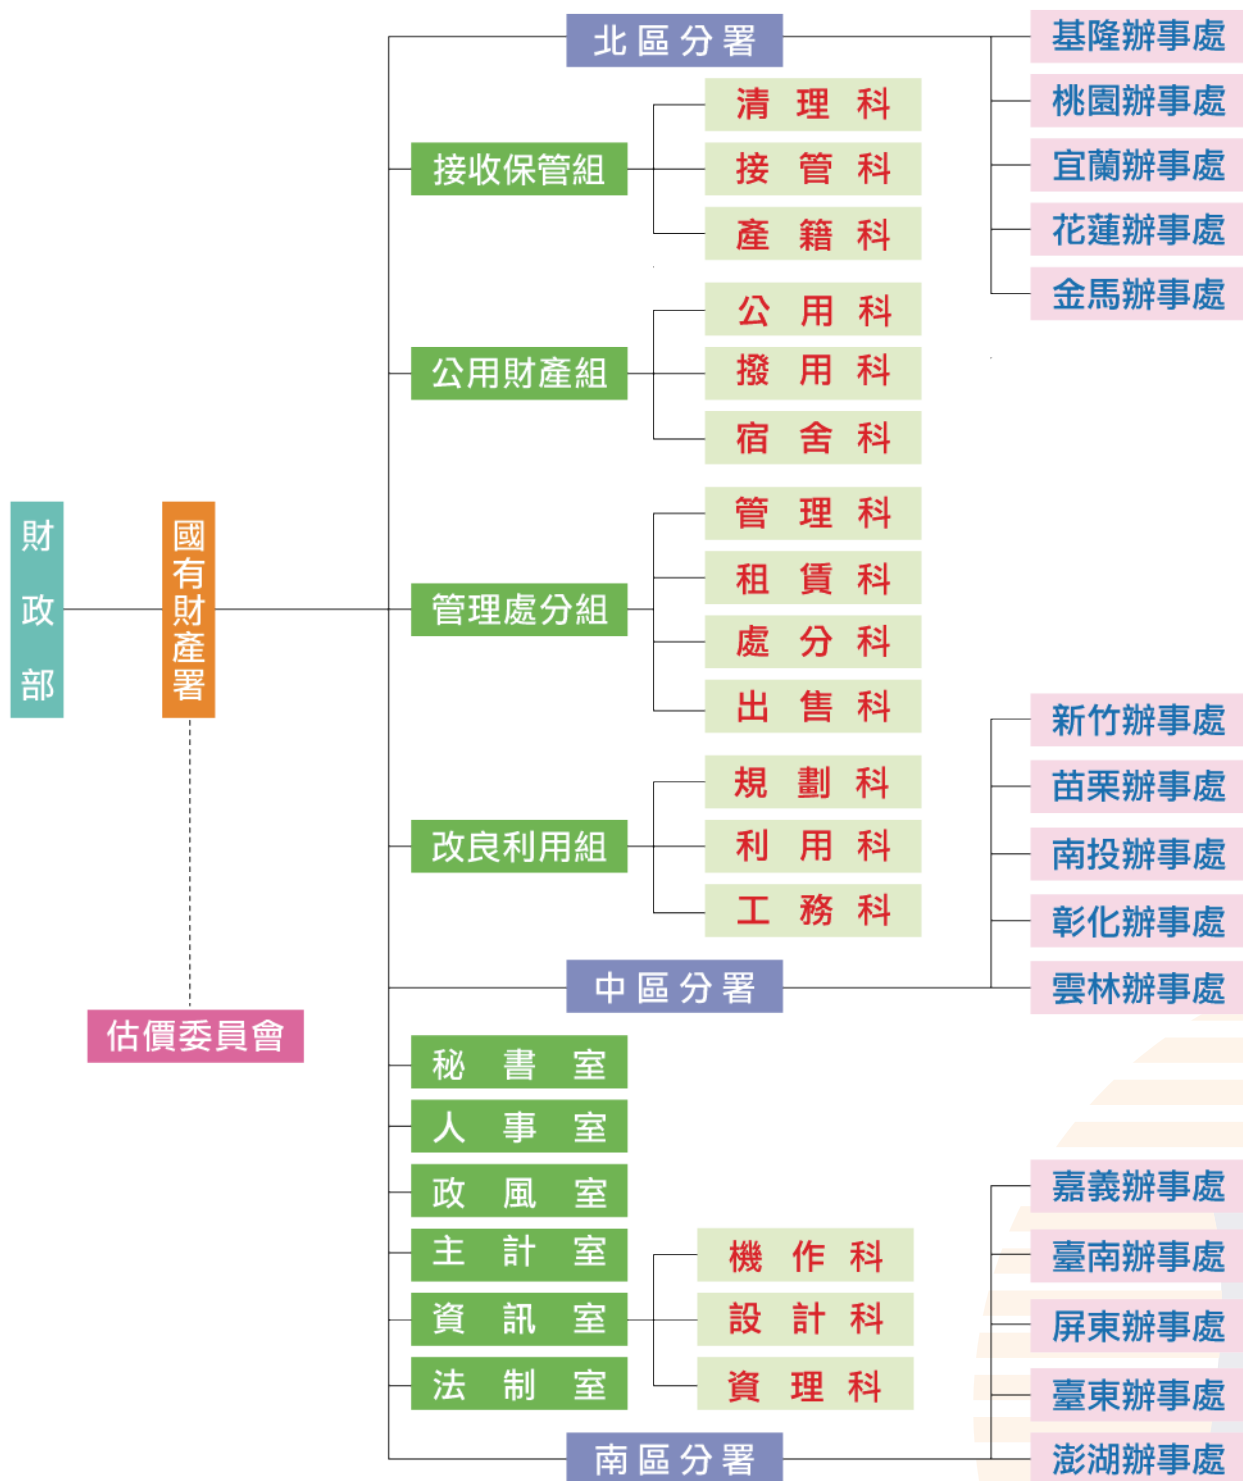 財政部
國有財產署
估價委員會
北區分署
基隆辦事處
桃園辦事處
宜蘭辦事處
花蓮辦事處
金馬辦事處
接收保管組
清理科
接管科
產籍科
公用財產組
公用科
撥用科
宿舍科
管理處分組
管理科
租賃科
處分科
出售科
改良利用組
規劃科
利用科
工務科
中區分署
新竹辦事處
苗栗辦事處
南投辦事處
彰化辦事處
雲林辦事處
秘書室
人事室
政風室
主計室
資訊室
機作科
設計科
資理科
法制室
南區分署
嘉義辦事處
臺南辦事處
屏東辦事處
臺東辦事處
澎湖辦事處